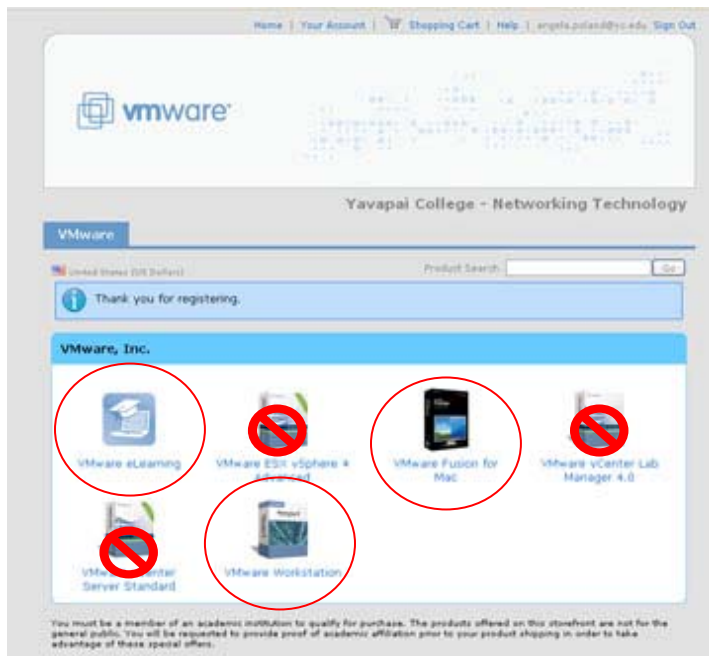 Home | Your Account | Shopping Cart | Help | angela.poland@yc.edu Sign Out
vmware
Yavapai College - Networking Technology
VMware
United States (US Dollars) Product Search: Go
Thank you for registering.
VMware, Inc.
VMware eLearning
VMware ESX vSphere 4
Advanced
VMware Fusion for
Mac
VMware vCenter Lab
Manager 4.0
VMware Center
Server Standard
VMware Workstation
You must be a member of an academic institution to qualify for purchase. The products offered on this storefront are not for the
general public. You will be requested to provide proof of academic affiliation prior to your product shipping in order to take
advantage of these special offers.